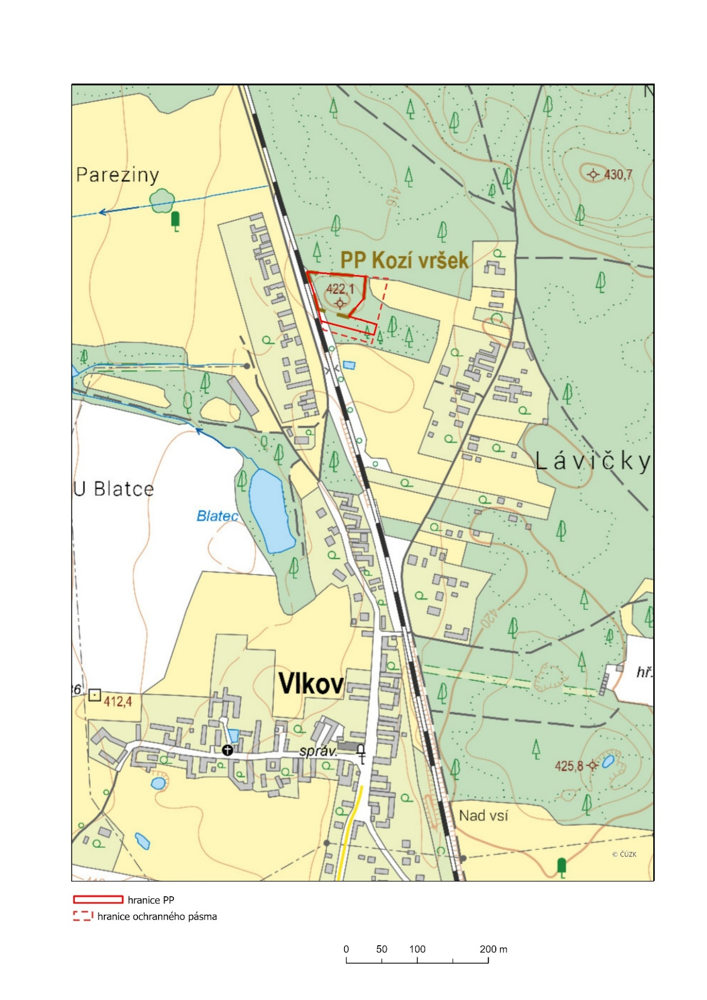 N
Pareziny
430,7
416
PP Kozí vršek
422,1
Lávičky
U Blatce
Blatec
420
Vlkov
hř.
36
412,4
správ.
425,8
Nad vsí
© ČÚZK
hranice PP
hranice ochranného pásma
0 50 100 200 m